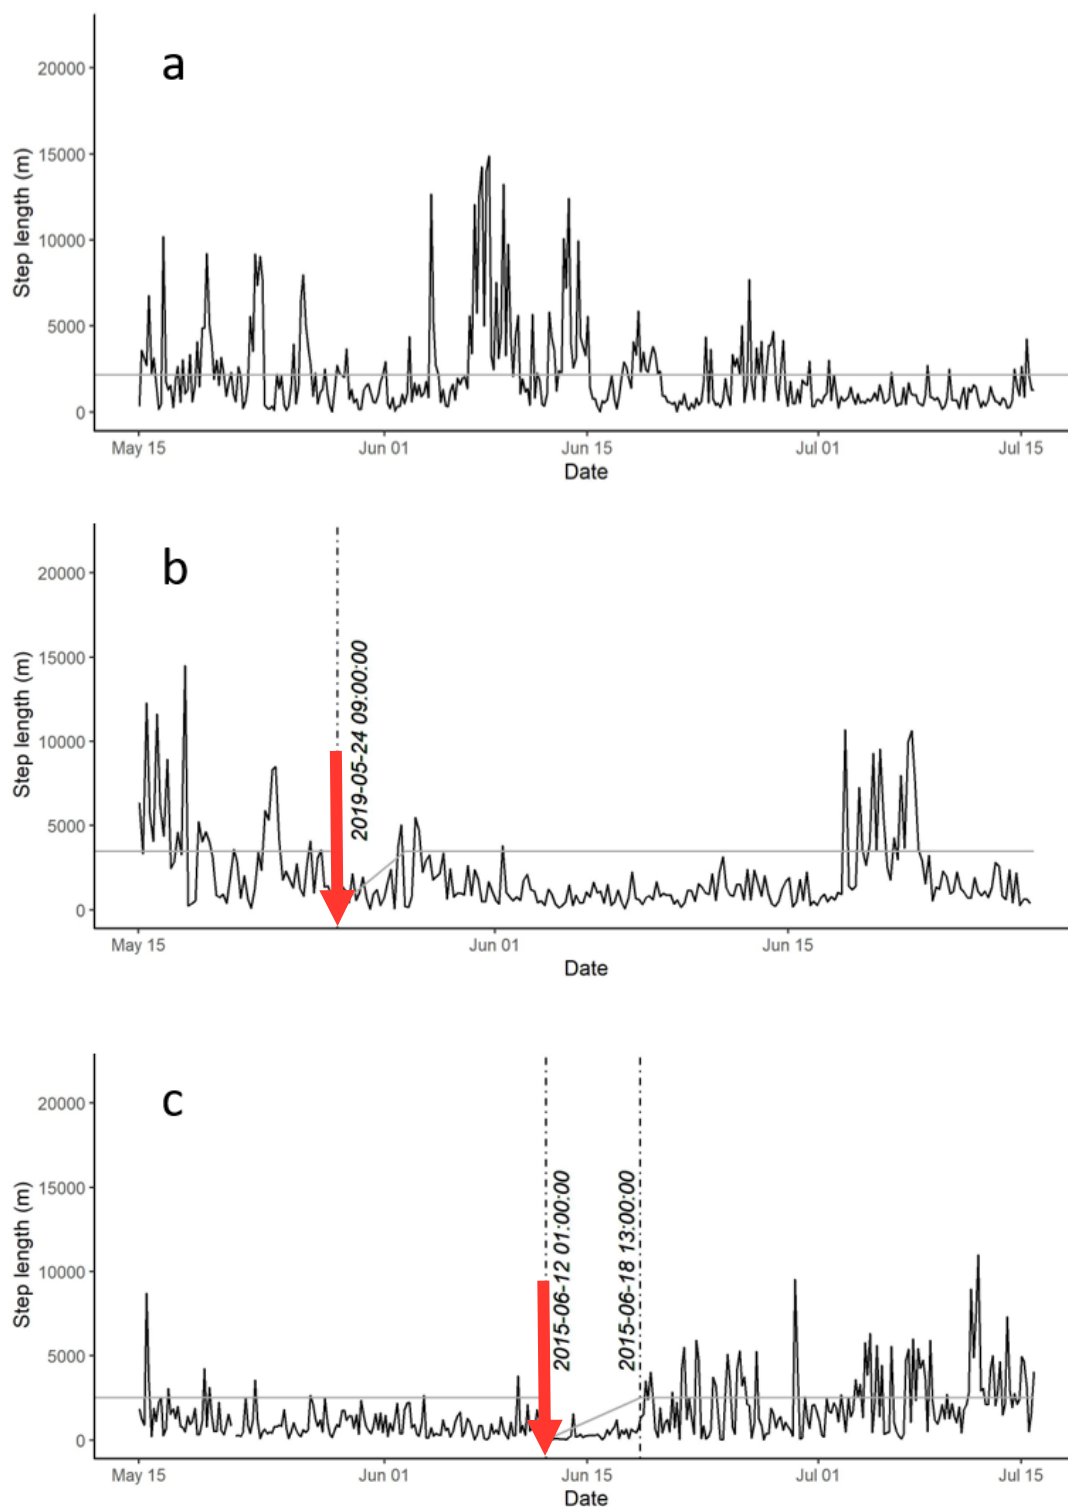 a
20000
15000
10000
5000
0
Step length (m)
May 15
Jun 01
Jun 15
Jul 01
Jul 15
Date
b
20000
15000
10000
5000
0
Step length (m)
2019-05-24 09:00:00
May 15
Jun 01
Jun 15
Date
c
20000
15000
10000
5000
0
Step length (m)
2015-06-12 01:00:00
2015-06-18 13:00:00
May 15
Jun 01
Jun 15
Jul 01
Jul 15
Date